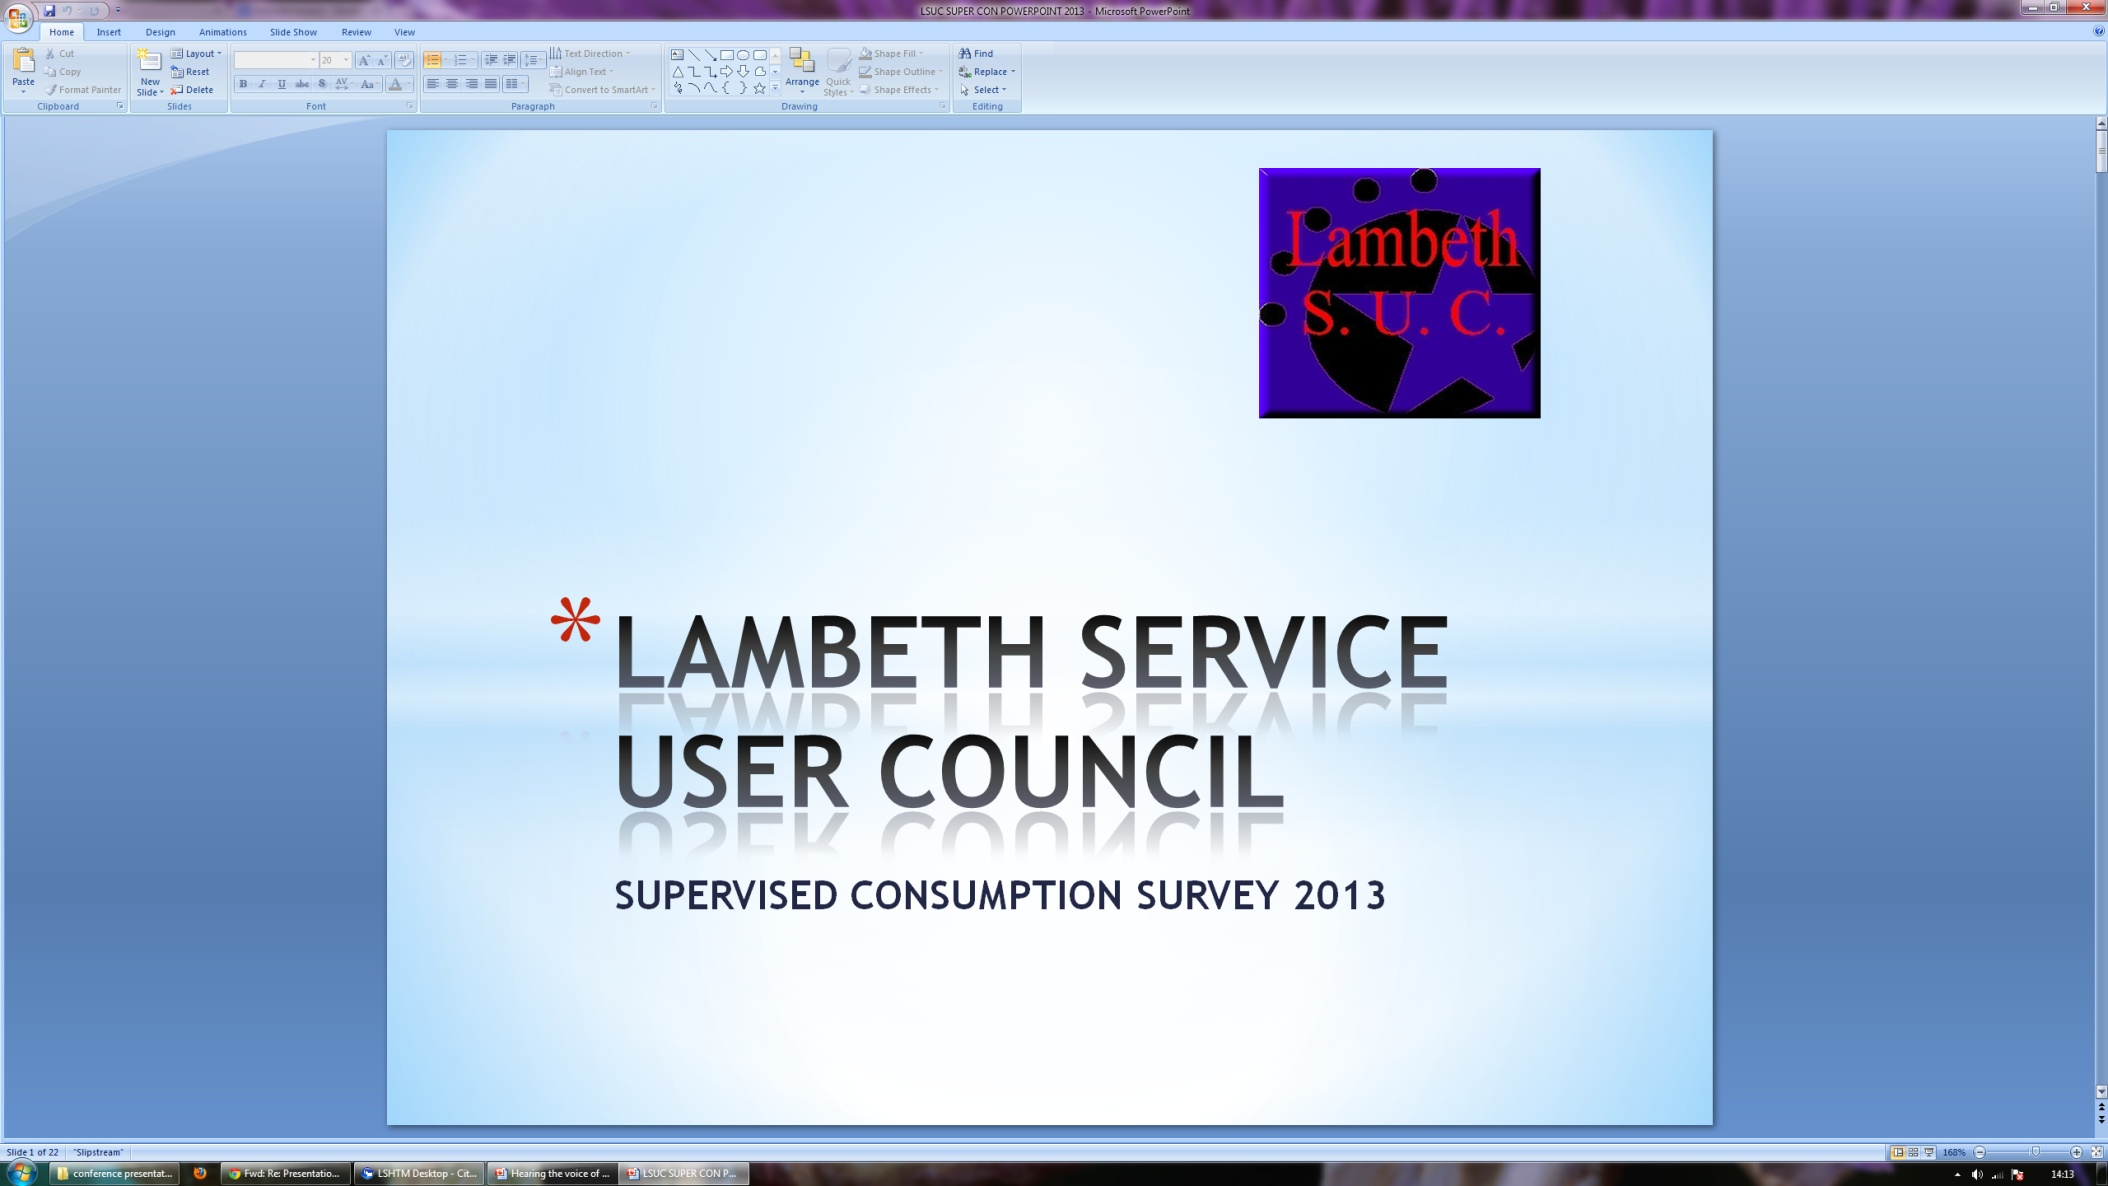 LSUC SUPER CON POWERPOINT 2013 - Microsoft PowerPoint
Home Insert Design Animations Slide Show Review View
Cut
Copy
Format Painter
Paste
Clipboard
New
Slide
Layout
Reset
Delete
Slides
20
B I U abc S AV Aa A
Font
Text Direction
Align Text
Convert to SmartArt
Paragraph
Arrange
Quick
Styles
Shape Fill
Shape Outline
Shape Effects
Drawing
Find
Replace
Select
Editing
Lambeth
S. U. C.
* LAMBETH SERVICE
USER COUNCIL
SUPERVISED CONSUMPTION SURVEY 2013
Slide 1 of 22 "Slipstream" 168%
conference presentat... Fwd: Re: Presentatio... LSHTM Desktop - Cit... Hearing the voice of ... LSUC SUPER CON P... 14:13